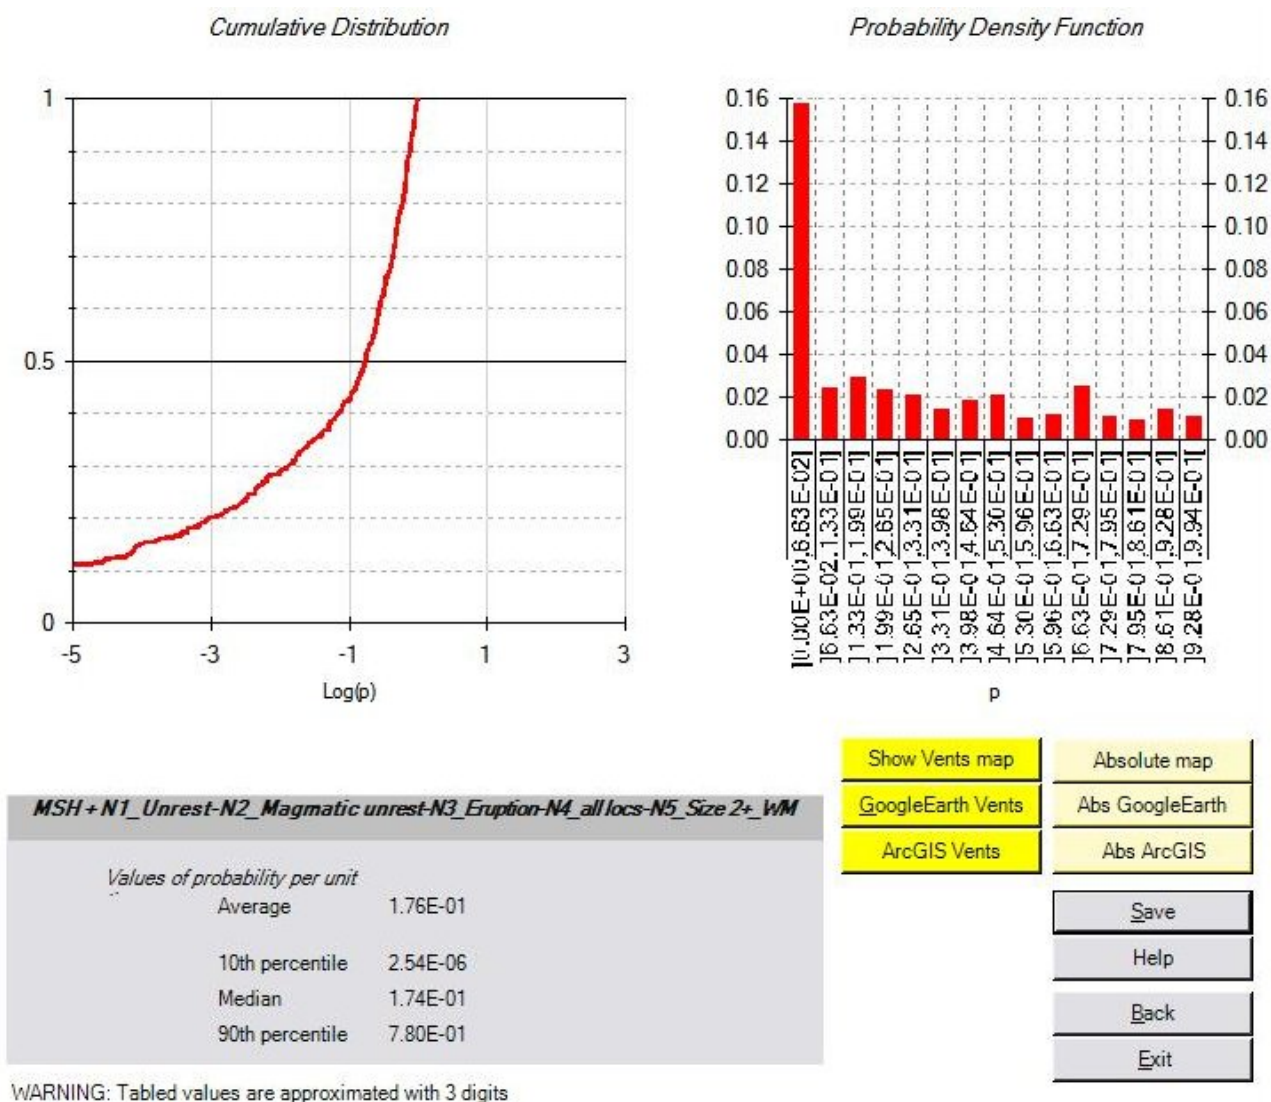 Cumulative Distribution
1
0.5
0
-5 -3 -1 1 3
Log(p)
Probability Density Function
0.16 0.16
0.14 0.14
0.12 0.12
0.10 0.10
0.08 0.08
0.06 0.06
0.04 0.04
0.02 0.02
0.00 0.00
]0.00E+00,6.63E-02]
]6.63E-02,1.33E-01]
]1.33E-01,1.99E-01]
]1.99E-01,2.65E-01]
]2.65E-01,3.31E-01]
]3.31E-01,3.98E-01]
]3.98E-01,4.64E-01]
]4.64E-01,5.30E-01]
]5.30E-01,5.96E-01]
]5.96E-01,6.63E-01]
]6.63E-01,7.29E-01]
]7.29E-01,7.95E-01]
]7.95E-01,8.61E-01]
]8.61E-01,9.28E-01]
]9.28E-01,9.94E-01[
p
Show Vents map Absolute map
GoogleEarth Vents Abs GoogleEarth
ArcGIS Vents Abs ArcGIS
Save
Help
Back
Exit
MSH + N1_Unrest-N2_Magmatic unrest-N3_Eruption-N4_all locs-N5_Size 2+_WM
Values of probability per unit
Average 1.76E-01
10th percentile 2.54E-06
Median 1.74E-01
90th percentile 7.80E-01
WARNING: Tabled values are approximated with 3 digits